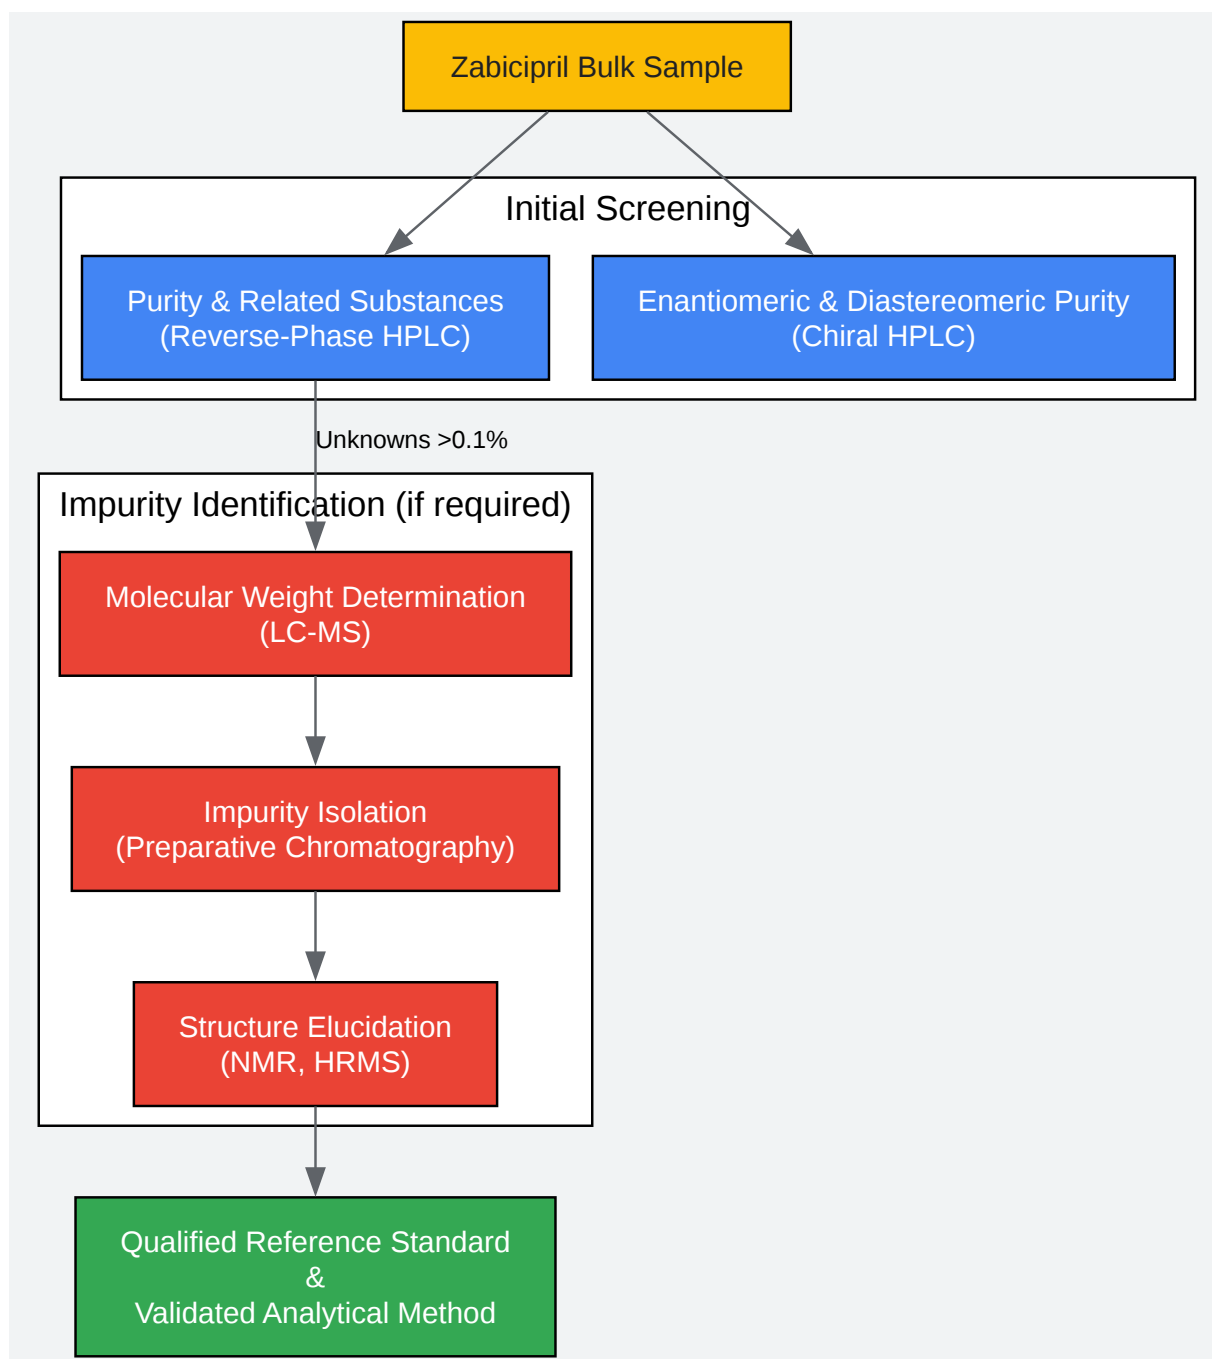 Zabicipril Bulk Sample
Initial Screening
Purity & Related Substances
(Reverse-Phase HPLC)
Enantiomeric & Diastereomeric Purity
(Chiral HPLC)
Unknowns >0.1%
Impurity Identification (if required)
Molecular Weight Determination
(LC-MS)
Impurity Isolation
(Preparative Chromatography)
Structure Elucidation
(NMR, HRMS)
Qualified Reference Standard
&
Validated Analytical Method